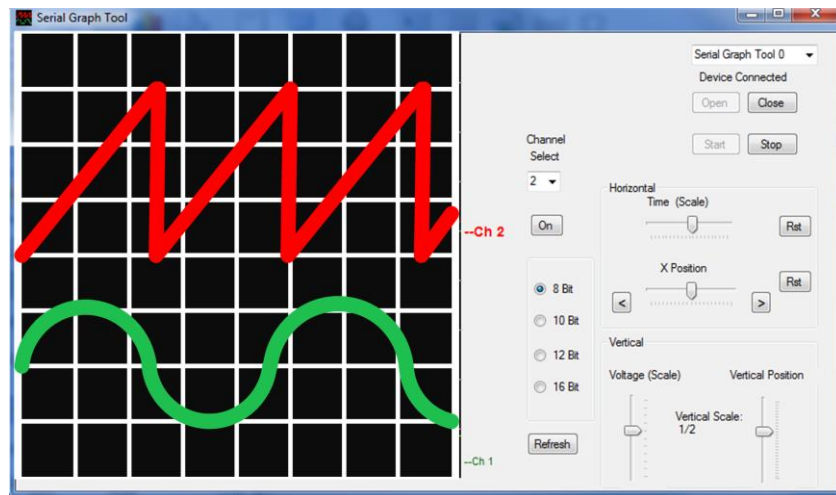 Serial Graph Tool
Serial Graph Tool 0
Device Connected
Open Close
Start Stop
Channel
Select
2
On
--Ch 2
8 Bit
10 Bit
12 Bit
16 Bit
Refresh
--Ch 1
Horizontal
Time (Scale)
Rst
X Position
Rst
< >
Vertical
Voltage (Scale) Vertical Position
Vertical Scale:
1/2